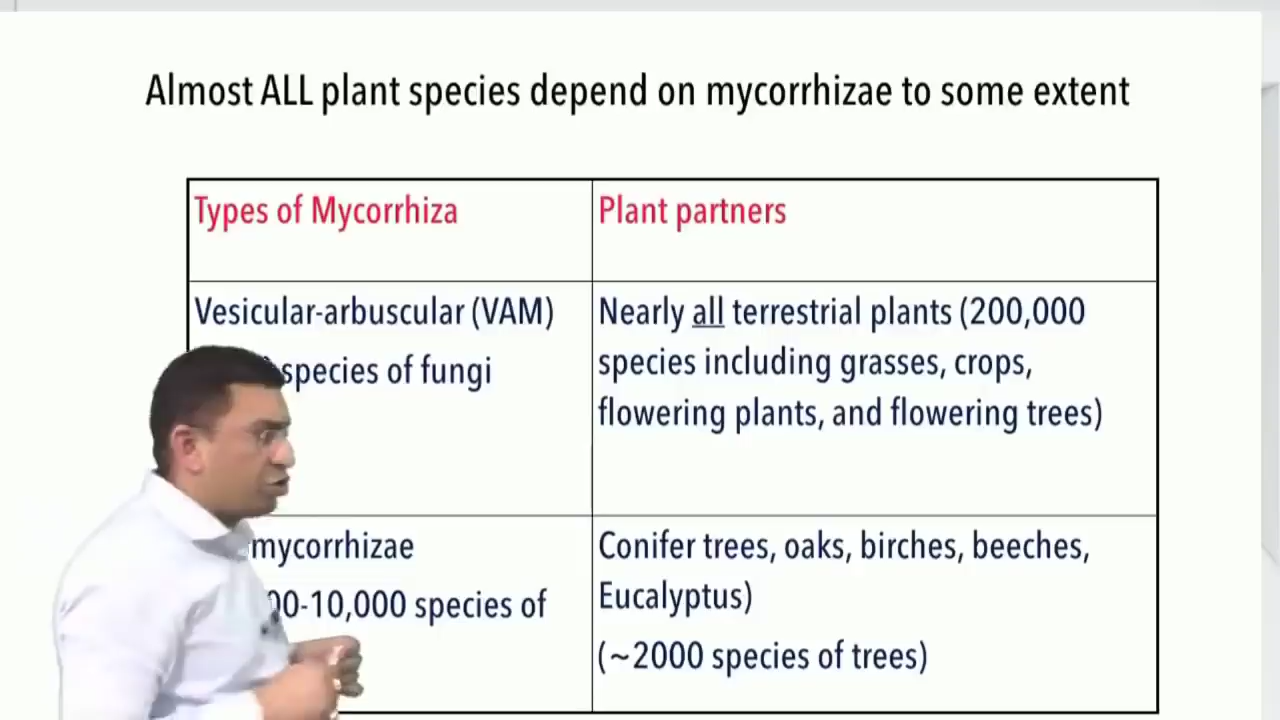 Almost ALL plant species depend on mycorrhizae to some extent
Types of Mycorrhiza
Plant partners
Vesicular-arbuscular (VAM)
species of fungi
Nearly all terrestrial plants (200,000
species including grasses, crops,
flowering plants, and flowering trees)
mycorrhizae
00-10,000 species of
Conifer trees, oaks, birches, beeches,
Eucalyptus)
(~2000 species of trees)